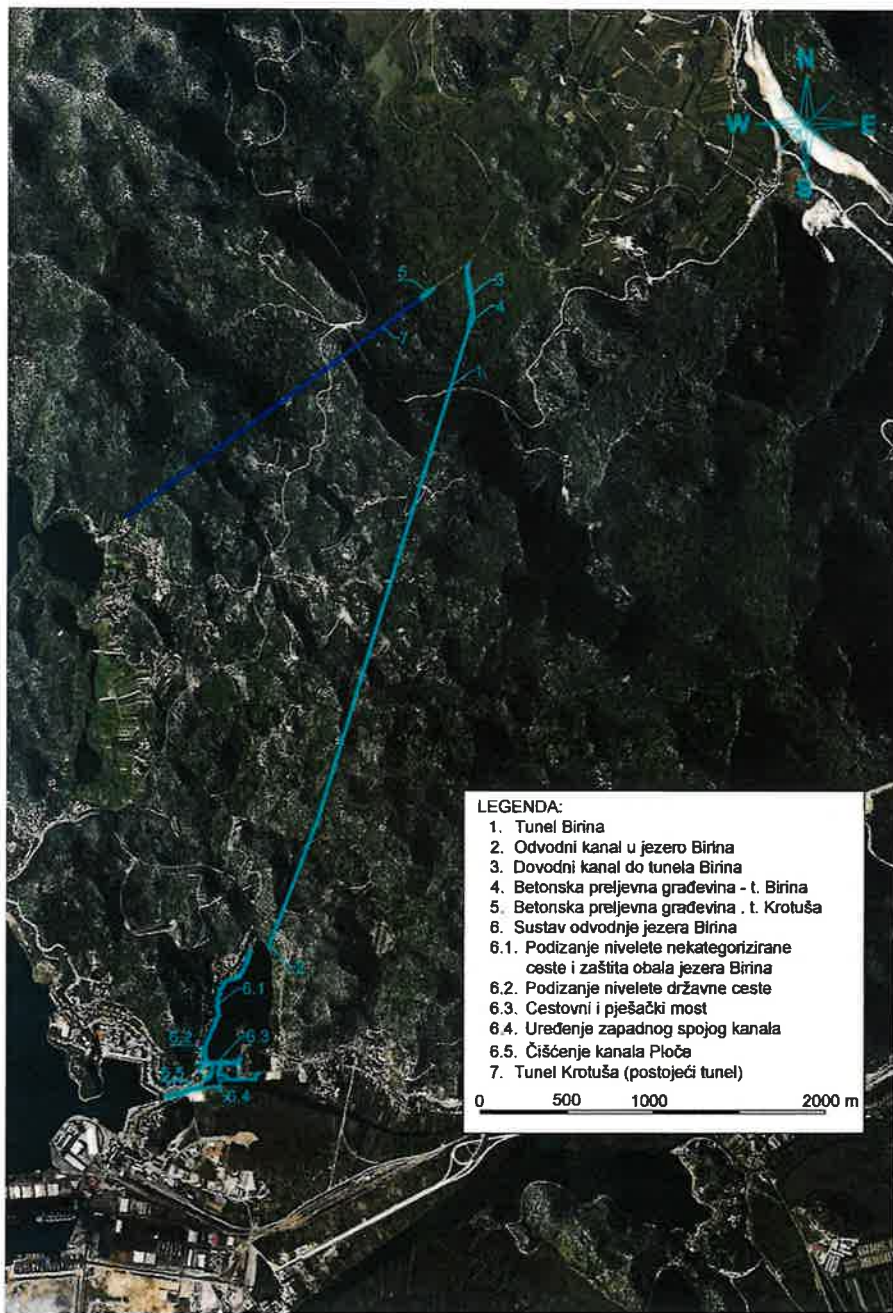 N
W E
S
5
3
4
7
1
LEGENDA:
1. Tunel Birina
2. Odvodni kanal u jezero Birina
3. Dovodni kanal do tunela Birina
4. Betonska preljevna građevina - t. Birina
5. Betonska preljevna građevina . t. Krotuša
6. Sustav odvodnje jezera Birina
6.1. Podizanje nivelete nekategorizirane
ceste i zaštita obala jezera Birina
6.2. Podizanje nivelete državne ceste
6.3. Cestovni i pješački most
6.4. Uređenje zapadnog spojog kanala
6.5. Čišćenje kanala Ploče
7. Tunel Krotuša (postojeći tunel)
0 500 1000 2000 m
2
6.1
6.2 6.3
6.5
6.4